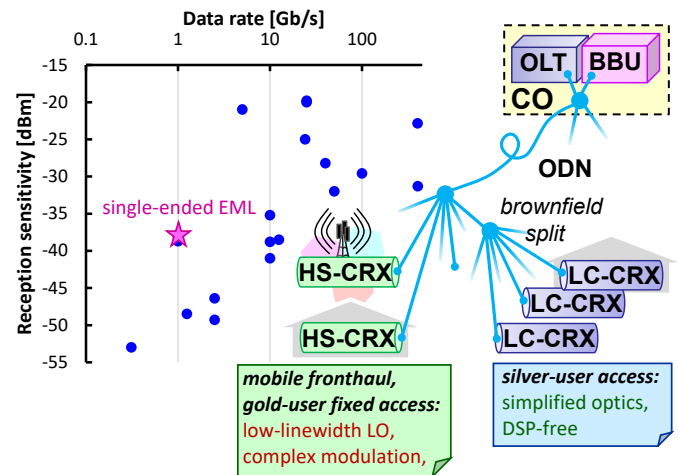 Data rate [Gb/s]
0.1 1 10 100
Reception sensitivity [dBm]
-15
-20
-25
-30
-35
-40
-45
-50
-55
single-ended EML
OLT BBU
CO
ODN
brownfield
split
HS-CRX
HS-CRX
LC-CRX
LC-CRX
LC-CRX
mobile fronthaul,
gold-user fixed access:
low-linewidth LO,
complex modulation,
silver-user access:
simplified optics,
DSP-free